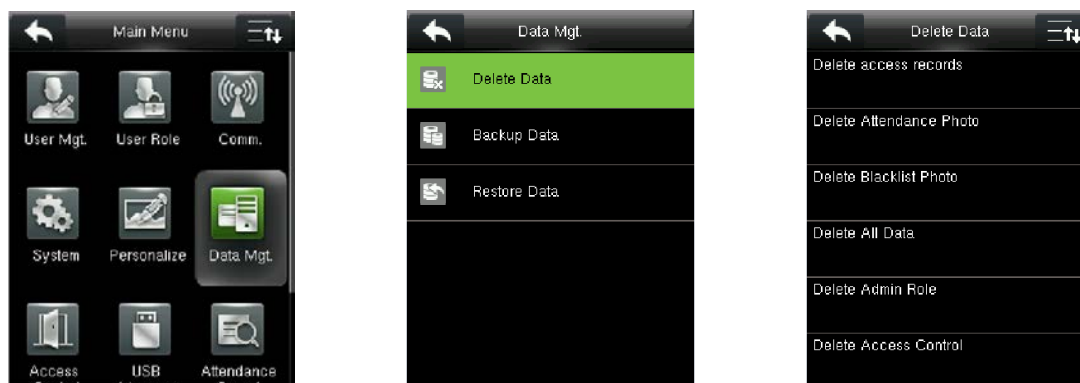 Main Menu
User Mgt.
User Role
Comm.
System
Personalize
Data Mgt.
Access
USB
Attendance
Data Mgt.
Delete Data
Backup Data
Restore Data
Delete Data
Delete access records
Delete Attendance Photo
Delete Blacklist Photo
Delete All Data
Delete Admin Role
Delete Access Control